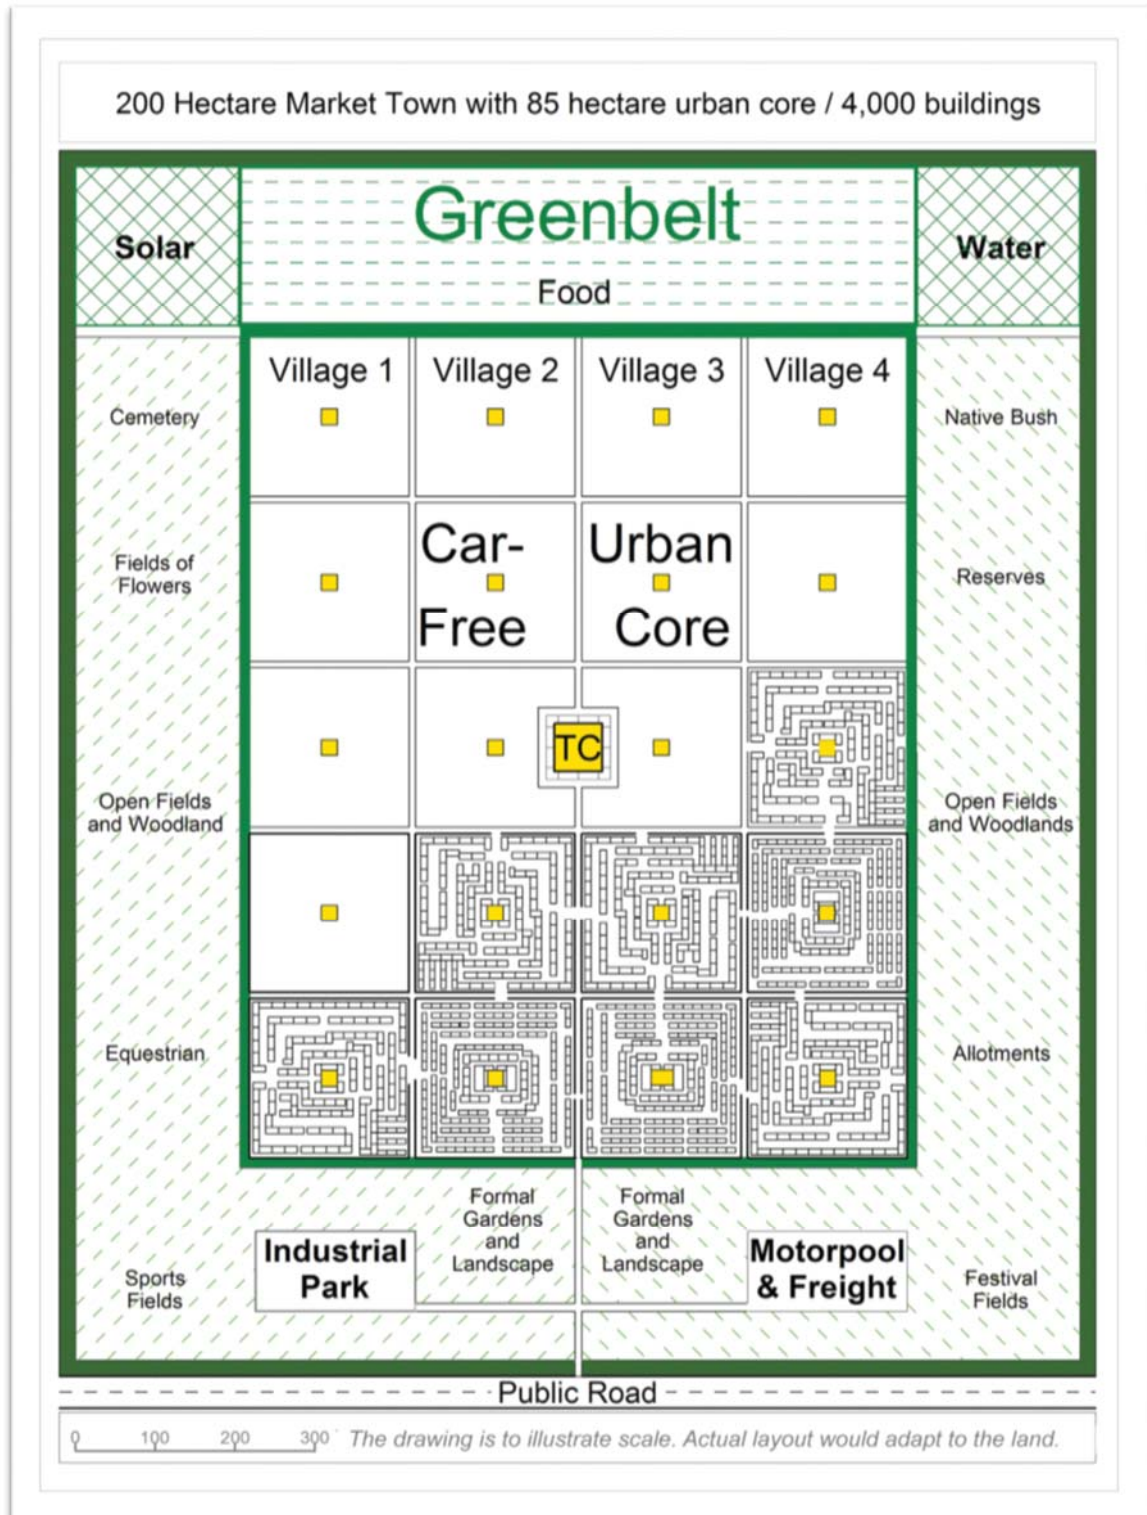 200 Hectare Market Town with 85 hectare urban core / 4,000 buildings
Greenbelt
Solar
Water
Food
Village 1
Village 2
Village 3
Village 4
Cemetery
Native Bush
Car-
Urban
Fields of
Flowers
Reserves
Free
Core
TC
Open Fields
and Woodland
Open Fields
and Woodlands
Equestrian
Allotments
Formal
Gardens
and
Landscape
Formal
Gardens
and
Landscape
Industrial
Park
Motorpool
& Freight
Sports
Fields
Festival
Fields
Public Road
0 100 200 300
The drawing is to illustrate scale. Actual layout would adapt to the land.